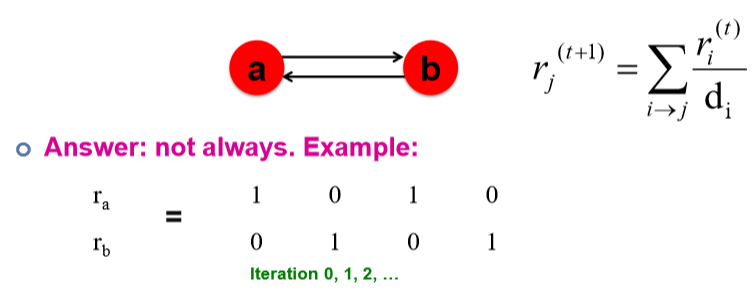 a b
r_j^(t+1) = ∑_{i→j} r_i^(t) / d_i
Answer: not always. Example:
r_a 1 0 1 0
=
r_b 0 1 0 1
Iteration 0, 1, 2, …